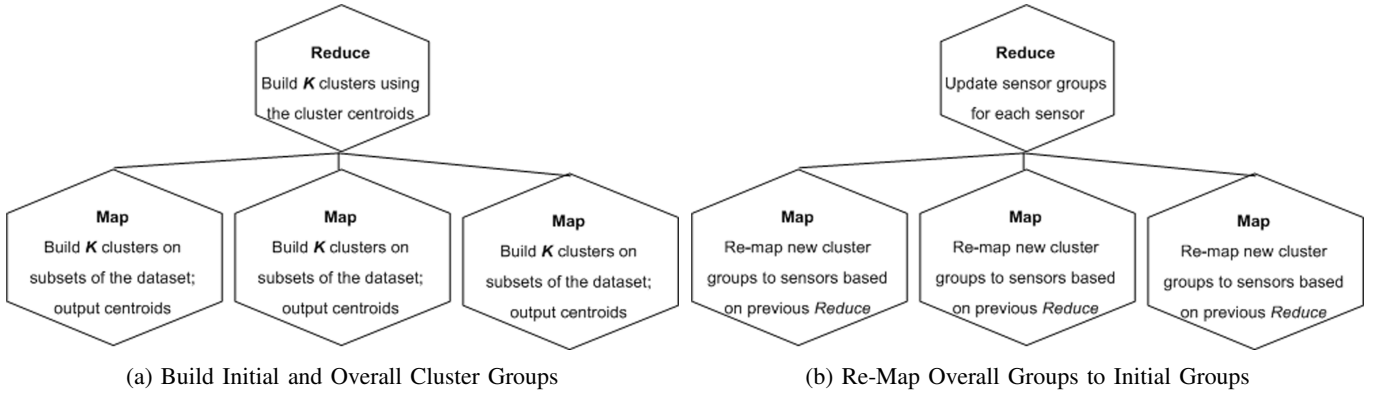 Reduce
Build K clusters using
the cluster centroids
Map
Build K clusters on
subsets of the dataset;
output centroids
Map
Build K clusters on
subsets of the dataset;
output centroids
Map
Build K clusters on
subsets of the dataset;
output centroids
(a) Build Initial and Overall Cluster Groups
Reduce
Update sensor groups
for each sensor
Map
Re-map new cluster
groups to sensors based
on previous Reduce
Map
Re-map new cluster
groups to sensors based
on previous Reduce
Map
Re-map new cluster
groups to sensors based
on previous Reduce
(b) Re-Map Overall Groups to Initial Groups